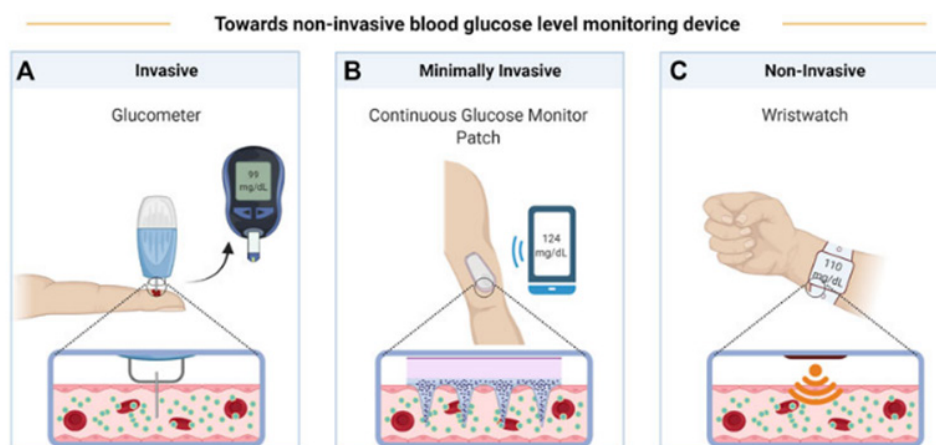 Towards non-invasive blood glucose level monitoring device
A
Invasive
Glucometer
99
mg/dL
B
Minimally Invasive
Continuous Glucose Monitor
Patch
124
mg/dL
C
Non-Invasive
Wristwatch
110
mg/dL